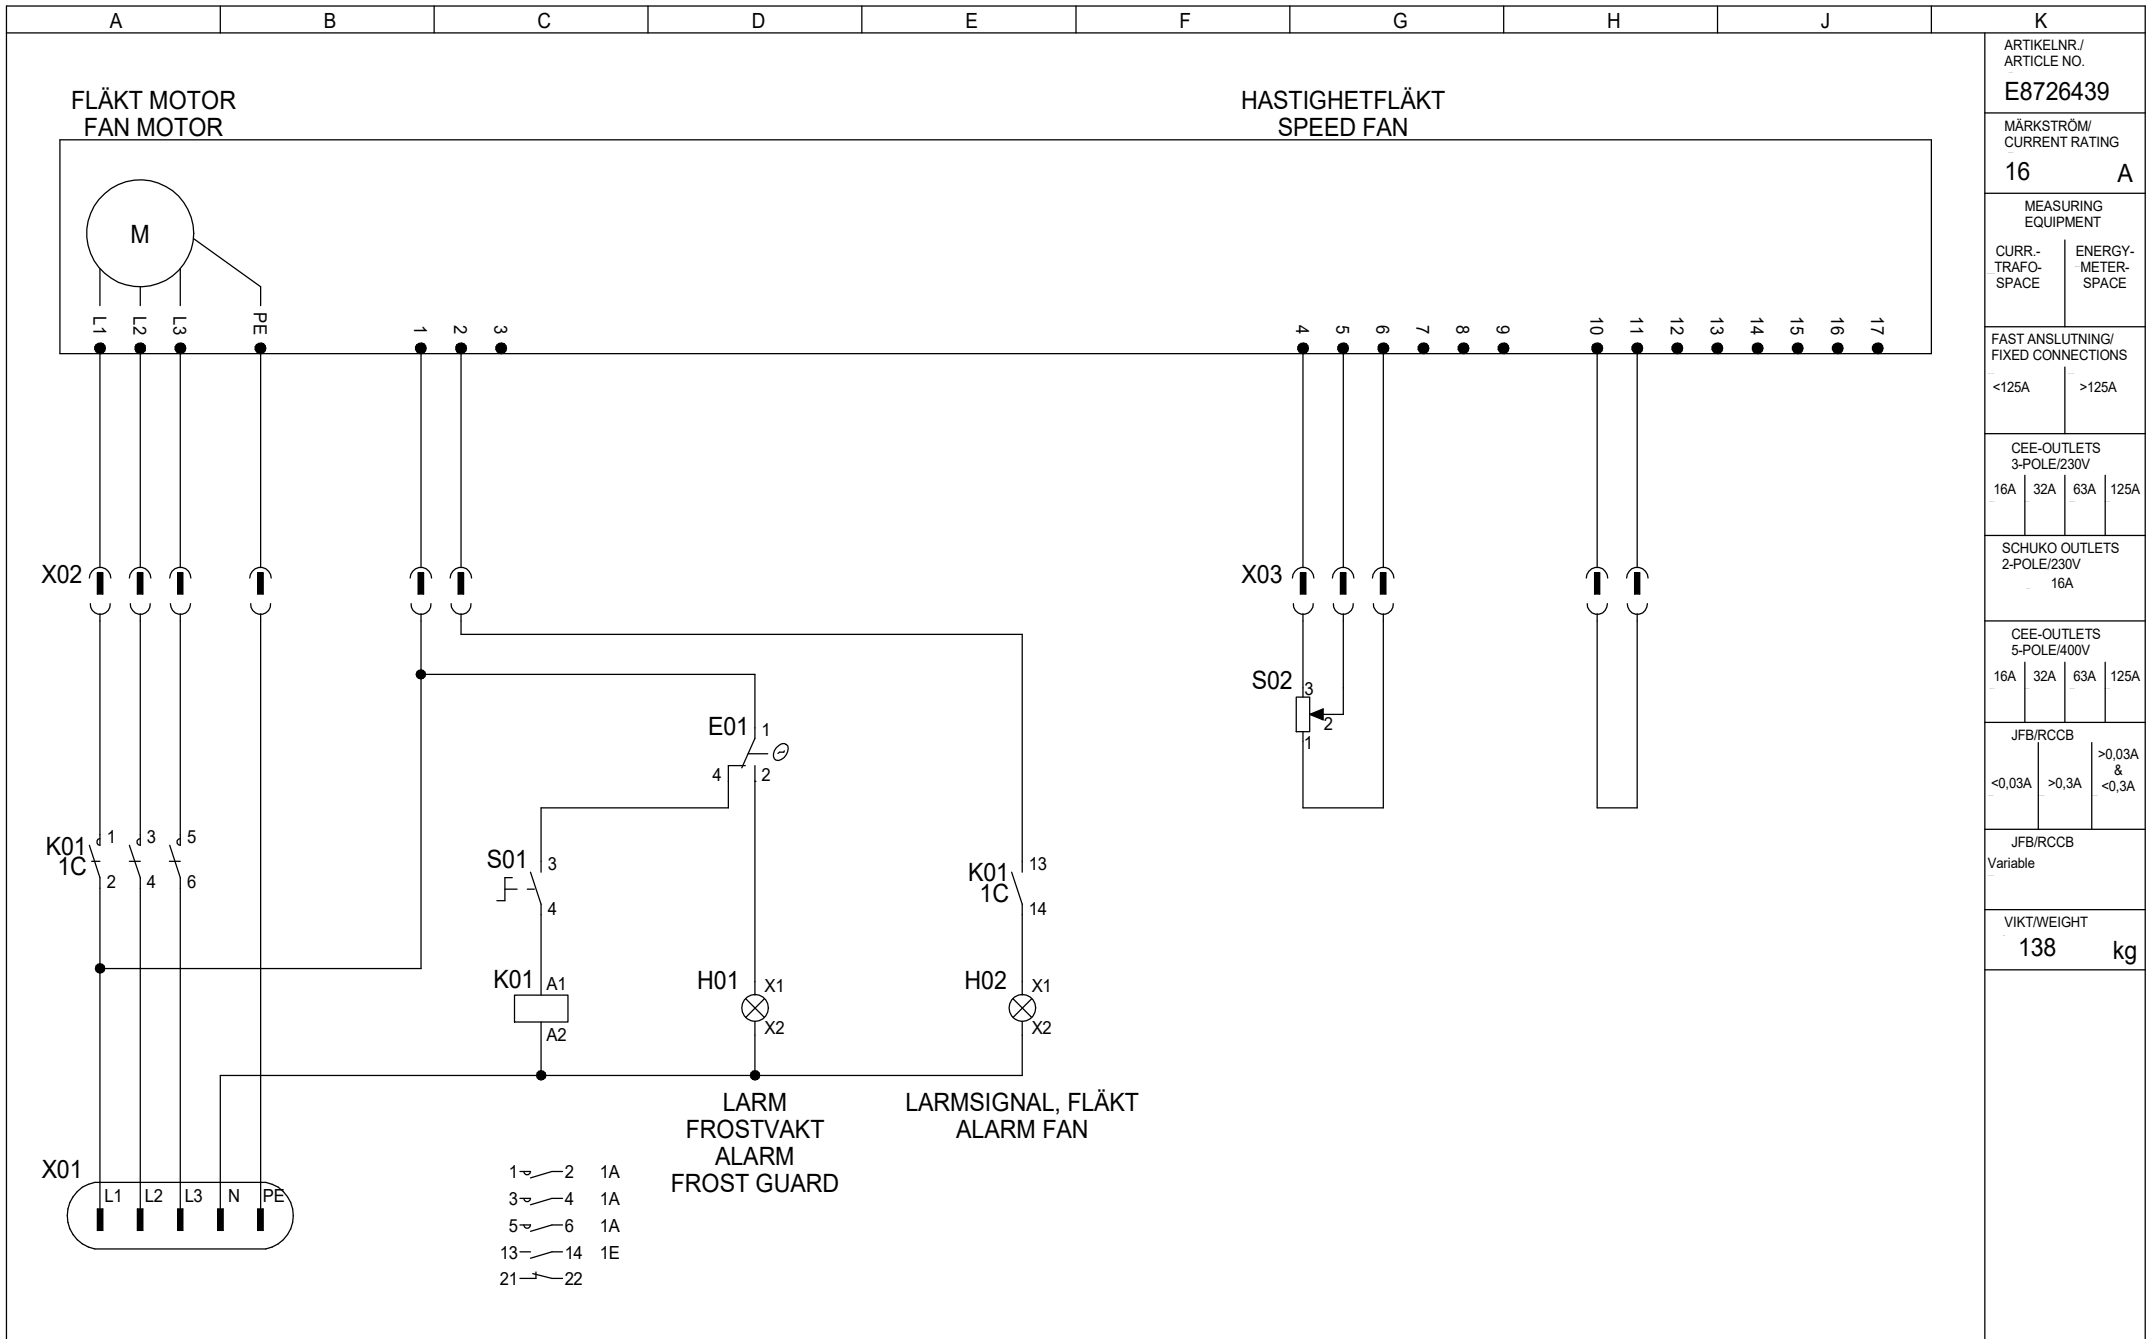 A B C D E F G H J K
FLÄKT MOTOR
FAN MOTOR
HASTIGHETFLÄKT
SPEED FAN
M
L1 L2 L3 PE 1 2 3 4 5 6 7 8 9 10 11 12 13 14 15 16 17
X02
X03
S02
3
2
1
E01
1
4
2
K01
1C
1
2
3
4
5
6
S01
3
4
K01
1C
13
14
K01
A1
A2
H01
X1
X2
H02
X1
X2
LARM
FROSTVAKT
ALARM
FROST GUARD
LARMSIGNAL, FLÄKT
ALARM FAN
X01
L1 L2 L3 N PE
1 2 1A
3 4 1A
5 6 1A
13 14 1E
21 22
ARTIKELNR./
ARTICLE NO.
E8726439
MÄRKSTRÖM/
CURRENT RATING
16 A
MEASURING
EQUIPMENT
CURR.-
TRAFO-
SPACE
ENERGY-
METER-
SPACE
FAST ANSLUTNING/
FIXED CONNECTIONS
<125A >125A
CEE-OUTLETS
3-POLE/230V
16A 32A 63A 125A
SCHUKO OUTLETS
2-POLE/230V
16A
CEE-OUTLETS
5-POLE/400V
16A 32A 63A 125A
JFB/RCCB
<0,03A
>0,3A
>0,03A
&
<0,3A
JFB/RCCB
Variable
VIKT/WEIGHT
138 kg